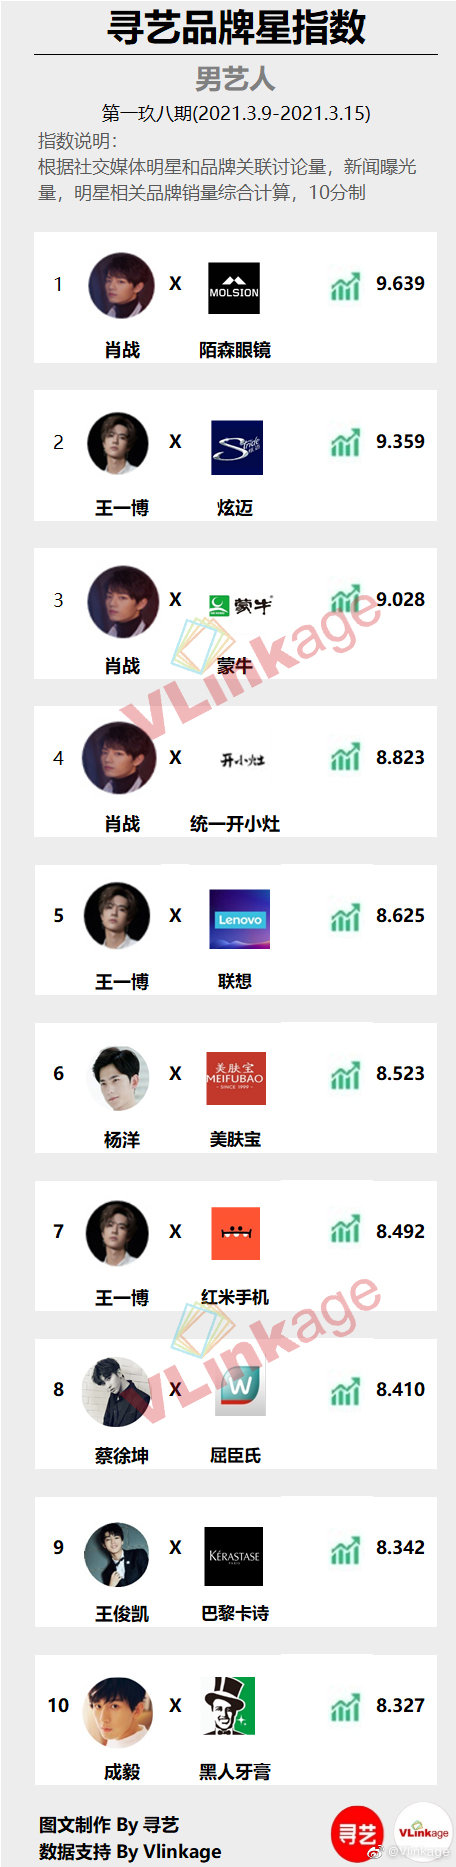 寻艺品牌星指数
男艺人
第一玖八期(2021.3.9-2021.3.15)
指数说明：
根据社交媒体明星和品牌关联讨论量，新闻曝光
量，明星相关品牌销量综合计算，10分制
1 X MOLSION 9.639
肖战 陌森眼镜
2 X Stride 炫迈 9.359
王一博 炫迈
3 X 蒙牛 9.028
肖战 蒙牛
VLinkage
4 X 开小灶 8.823
肖战 统一开小灶
5 X Lenovo 8.625
王一博 联想
6 X 美肤宝 MEIFUBAO SINCE 1999 8.523
杨洋 美肤宝
7 X 8.492
王一博 红米手机
VLinkage
8 X W 8.410
蔡徐坤 屈臣氏
9 X KÉRASTASE PARIS 8.342
王俊凯 巴黎卡诗
10 X 8.327
成毅 黑人牙膏
图文制作 By 寻艺
数据支持 By Vlinkage
寻艺 VLinkage
@Vlinkage